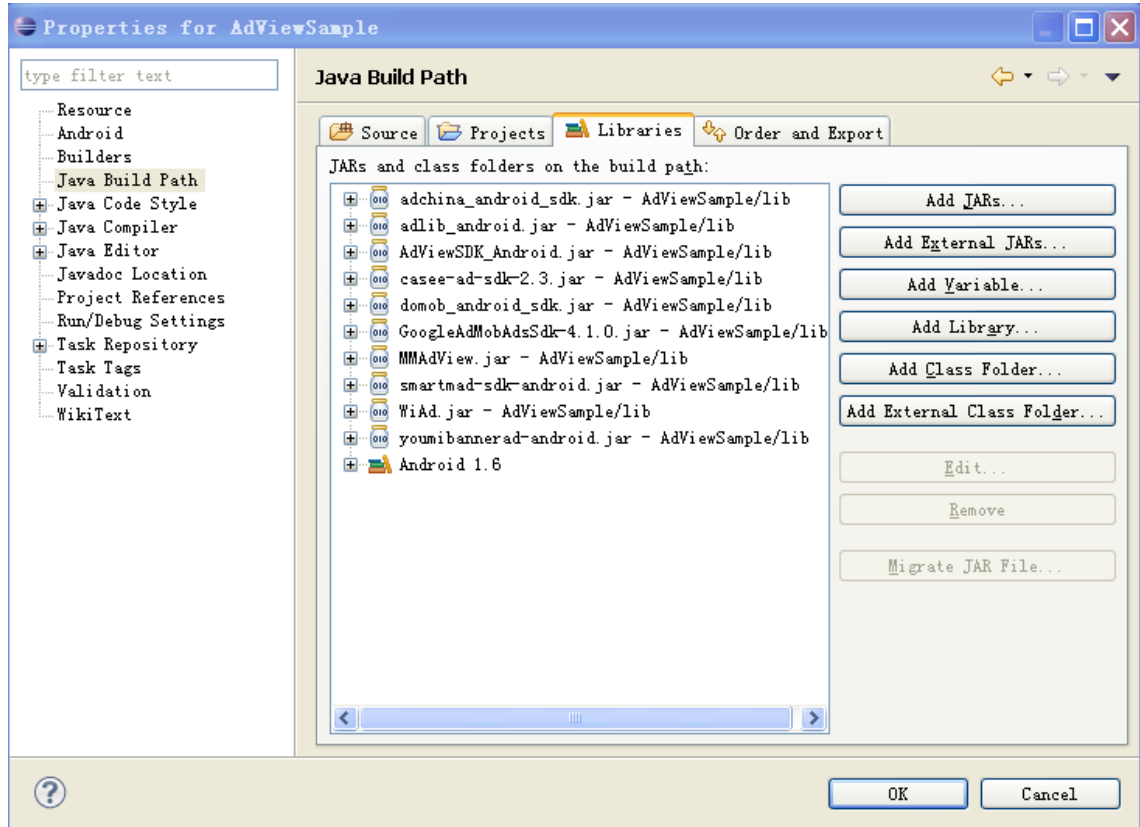 Properties for AdViewSample
type filter text
Resource
Android
Builders
Java Build Path
Java Code Style
Java Compiler
Java Editor
Javadoc Location
Project References
Run/Debug Settings
Task Repository
Task Tags
Validation
WikiText
Java Build Path
Source Projects Libraries Order and Export
JARs and class folders on the build path:
adchina_android_sdk.jar - AdViewSample/lib
adlib_android.jar - AdViewSample/lib
AdViewSDK_Android.jar - AdViewSample/lib
casee-ad-sdk-2.3.jar - AdViewSample/lib
domob_android_sdk.jar - AdViewSample/lib
GoogleAdMobAdsSdk-4.1.0.jar - AdViewSample/lib
MMAdView.jar - AdViewSample/lib
smartmad-sdk-android.jar - AdViewSample/lib
WiAd.jar - AdViewSample/lib
youmibannerad-android.jar - AdViewSample/lib
Android 1.6
Add JARs...
Add External JARs...
Add Variable...
Add Library...
Add Class Folder...
Add External Class Folder...
Edit...
Remove
Migrate JAR File...
OK Cancel